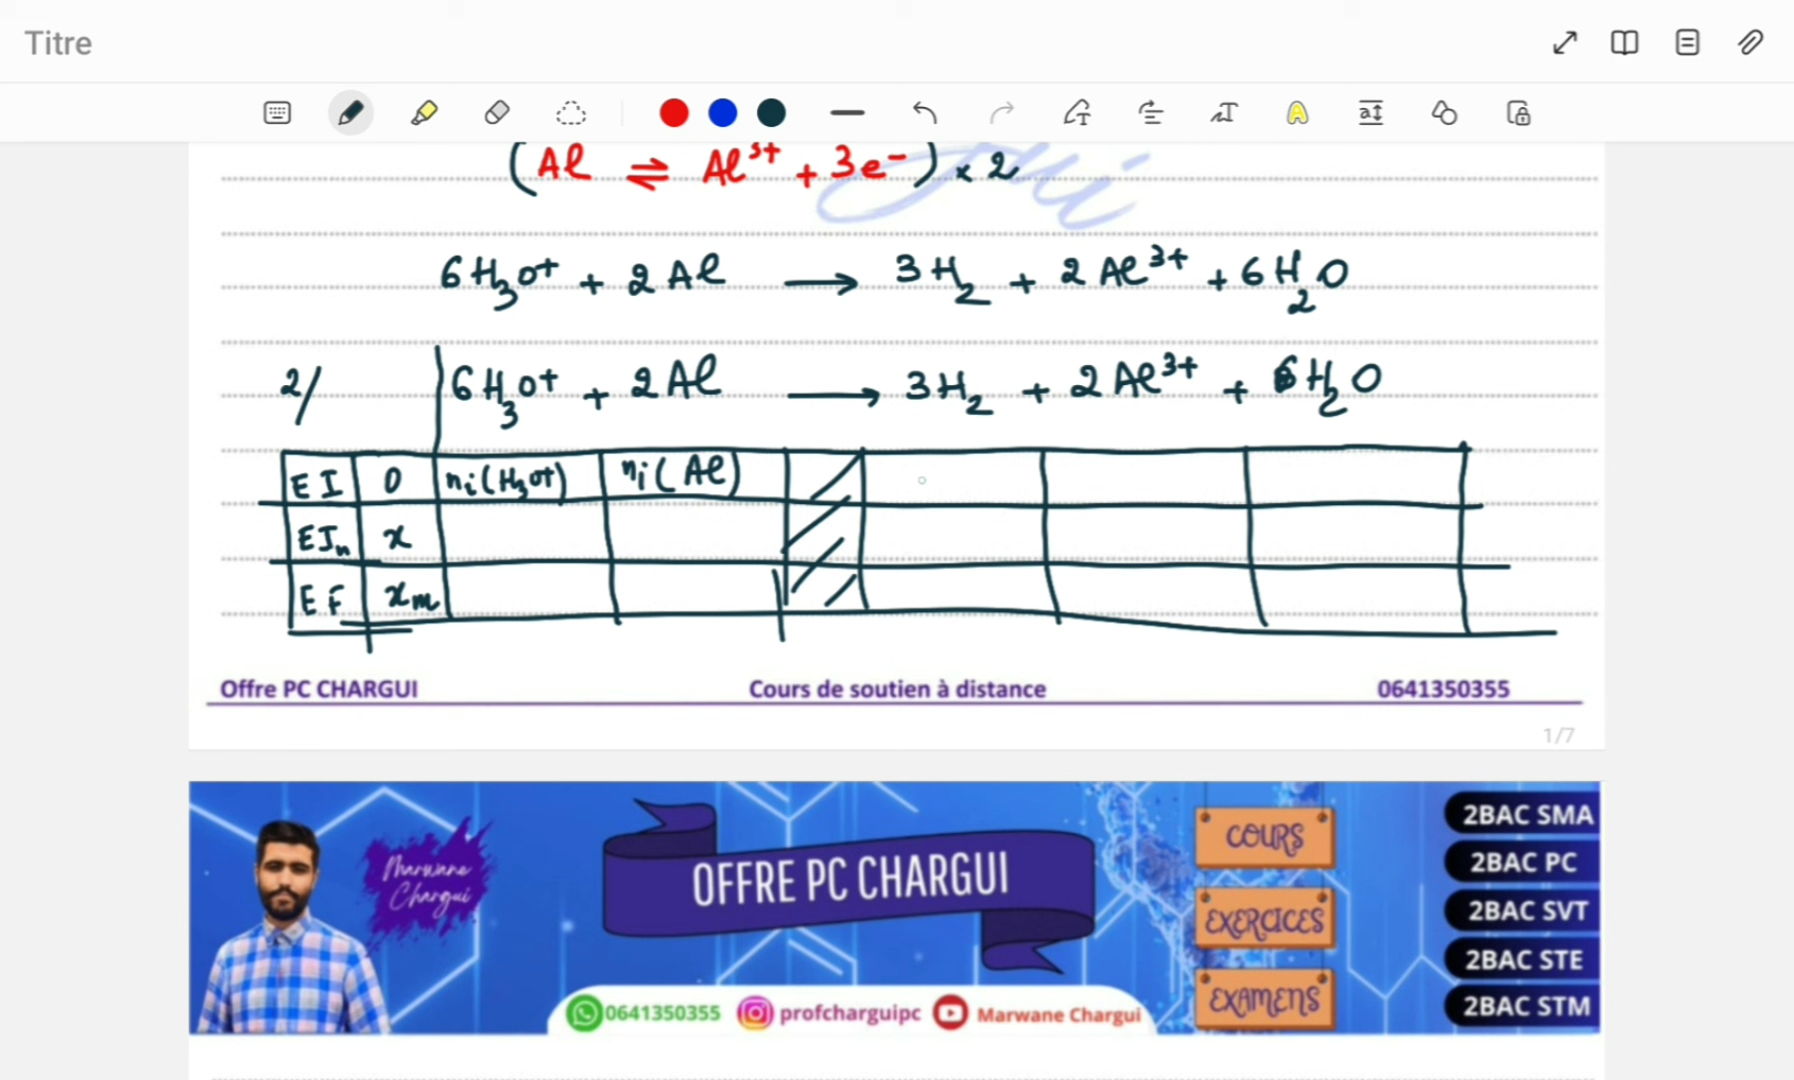 Titre
(Al ⇌ Al³⁺ + 3e⁻) × 2
6H₃O⁺ + 2Al → 3H₂ + 2Al³⁺ + 6H₂O
2/ 6H₃O⁺ + 2Al → 3H₂ + 2Al³⁺ + 6H₂O
EI 0 nᵢ(H₃O⁺) nᵢ(Al)
EIₙ x
EF xₘ
Offre PC CHARGUI Cours de soutien à distance 0641350355
1/7
Marwane Chargui
OFFRE PC CHARGUI
COURS
EXERCICES
EXAMENS
2BAC SMA
2BAC PC
2BAC SVT
2BAC STE
2BAC STM
0641350355 profcharguipc Marwane Chargui